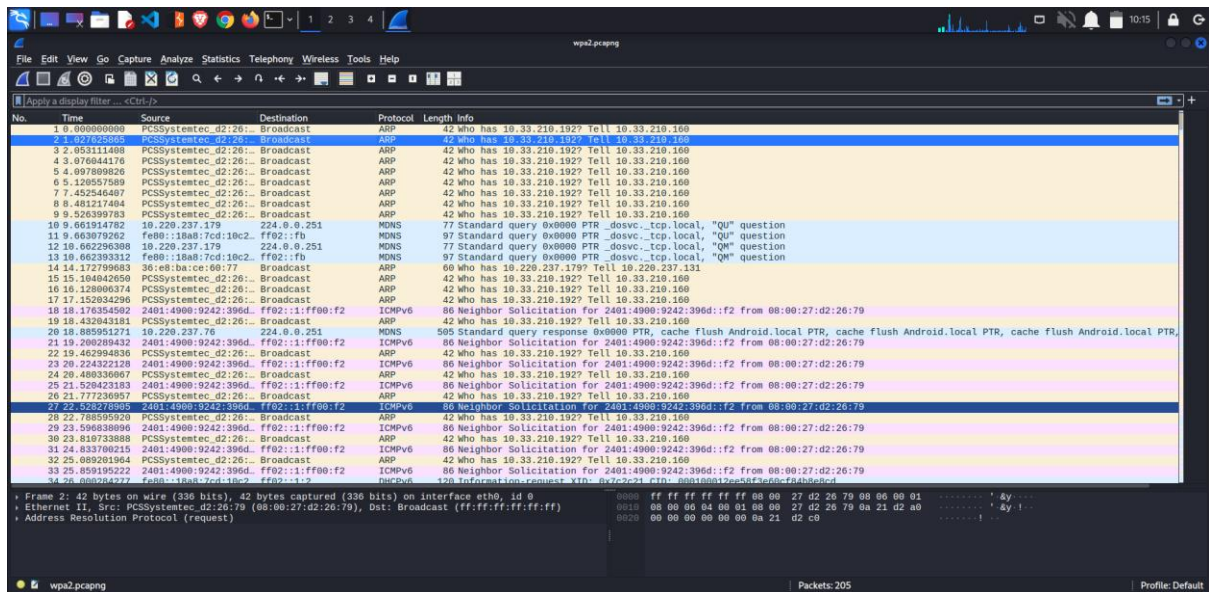 1 2 3 4
10:15
wpa2.pcapng
File Edit View Go Capture Analyze Statistics Telephony Wireless Tools Help
Apply a display filter .... <Ctrl-/>
No. Time Source Destination Protocol Length Info
1 0.000000000 PCSSystemtec_d2:26:… Broadcast ARP 42 Who has 10.33.210.192? Tell 10.33.210.160
2 1.027625865 PCSSystemtec_d2:26:… Broadcast ARP 42 Who has 10.33.210.192? Tell 10.33.210.160
3 2.053111408 PCSSystemtec_d2:26:… Broadcast ARP 42 Who has 10.33.210.192? Tell 10.33.210.160
4 3.076044176 PCSSystemtec_d2:26:… Broadcast ARP 42 Who has 10.33.210.192? Tell 10.33.210.160
5 4.097809826 PCSSystemtec_d2:26:… Broadcast ARP 42 Who has 10.33.210.192? Tell 10.33.210.160
6 5.120557589 PCSSystemtec_d2:26:… Broadcast ARP 42 Who has 10.33.210.192? Tell 10.33.210.160
7 7.452546407 PCSSystemtec_d2:26:… Broadcast ARP 42 Who has 10.33.210.192? Tell 10.33.210.160
8 8.481217404 PCSSystemtec_d2:26:… Broadcast ARP 42 Who has 10.33.210.192? Tell 10.33.210.160
9 9.526399783 PCSSystemtec_d2:26:… Broadcast ARP 42 Who has 10.33.210.192? Tell 10.33.210.160
10 9.661914782 10.220.237.179 224.0.0.251 MDNS 77 Standard query 0x0000 PTR _dosvc._tcp.local, "QU" question
11 9.663079262 fe80::18a8:7cd:10c2… ff02::fb MDNS 97 Standard query 0x0000 PTR _dosvc._tcp.local, "QU" question
12 10.662296308 10.220.237.179 224.0.0.251 MDNS 77 Standard query 0x0000 PTR _dosvc._tcp.local, "QM" question
13 10.662393312 fe80::18a8:7cd:10c2… ff02::fb MDNS 97 Standard query 0x0000 PTR _dosvc._tcp.local, "QM" question
14 14.172799683 36:e8:ba:ce:60:77 Broadcast ARP 60 Who has 10.220.237.179? Tell 10.220.237.131
15 15.104042650 PCSSystemtec_d2:26:… Broadcast ARP 42 Who has 10.33.210.192? Tell 10.33.210.160
16 16.128006374 PCSSystemtec_d2:26:… Broadcast ARP 42 Who has 10.33.210.192? Tell 10.33.210.160
17 17.152034296 PCSSystemtec_d2:26:… Broadcast ARP 42 Who has 10.33.210.192? Tell 10.33.210.160
18 18.176354502 2401:4900:9242:396d… ff02::1:ff00:f2 ICMPv6 86 Neighbor Solicitation for 2401:4900:9242:396d::f2 from 08:00:27:d2:26:79
19 18.432043181 PCSSystemtec_d2:26:… Broadcast ARP 42 Who has 10.33.210.192? Tell 10.33.210.160
20 18.885951271 10.220.237.76 224.0.0.251 MDNS 505 Standard query response 0x0000 PTR, cache flush Android.local PTR, cache flush Android.local PTR, cache flush Android.local PTR,
21 19.200289432 2401:4900:9242:396d… ff02::1:ff00:f2 ICMPv6 86 Neighbor Solicitation for 2401:4900:9242:396d::f2 from 08:00:27:d2:26:79
22 19.462994836 PCSSystemtec_d2:26:… Broadcast ARP 42 Who has 10.33.210.192? Tell 10.33.210.160
23 20.224322128 2401:4900:9242:396d… ff02::1:ff00:f2 ICMPv6 86 Neighbor Solicitation for 2401:4900:9242:396d::f2 from 08:00:27:d2:26:79
24 20.480336067 PCSSystemtec_d2:26:… Broadcast ARP 42 Who has 10.33.210.192? Tell 10.33.210.160
25 21.520423183 2401:4900:9242:396d… ff02::1:ff00:f2 ICMPv6 86 Neighbor Solicitation for 2401:4900:9242:396d::f2 from 08:00:27:d2:26:79
26 21.777236957 PCSSystemtec_d2:26:… Broadcast ARP 42 Who has 10.33.210.192? Tell 10.33.210.160
27 22.528278905 2401:4900:9242:396d… ff02::1:ff00:f2 ICMPv6 86 Neighbor Solicitation for 2401:4900:9242:396d::f2 from 08:00:27:d2:26:79
28 22.788595920 PCSSystemtec_d2:26:… Broadcast ARP 42 Who has 10.33.210.192? Tell 10.33.210.160
29 23.596838096 2401:4900:9242:396d… ff02::1:ff00:f2 ICMPv6 86 Neighbor Solicitation for 2401:4900:9242:396d::f2 from 08:00:27:d2:26:79
30 23.810733888 PCSSystemtec_d2:26:… Broadcast ARP 42 Who has 10.33.210.192? Tell 10.33.210.160
31 24.833700215 2401:4900:9242:396d… ff02::1:ff00:f2 ICMPv6 86 Neighbor Solicitation for 2401:4900:9242:396d::f2 from 08:00:27:d2:26:79
32 25.089201964 PCSSystemtec_d2:26:… Broadcast ARP 42 Who has 10.33.210.192? Tell 10.33.210.160
33 25.859195222 2401:4900:9242:396d… ff02::1:ff00:f2 ICMPv6 86 Neighbor Solicitation for 2401:4900:9242:396d::f2 from 08:00:27:d2:26:79
34 26.000284277 fe80::18a8:7cd:10c2… ff02::1:2 DHCPv6 120 Information-request XID: 0x7c2c21 CID: 000100012ee58f3e60cf84b8e8cd
Frame 2: 42 bytes on wire (336 bits), 42 bytes captured (336 bits) on interface eth0, id 0
Ethernet II, Src: PCSSystemtec_d2:26:79 (08:00:27:d2:26:79), Dst: Broadcast (ff:ff:ff:ff:ff:ff)
Address Resolution Protocol (request)
0000 ff ff ff ff ff ff 08 00 27 d2 26 79 08 06 00 01 ········ '·&y····
0010 08 00 06 04 00 01 08 00 27 d2 26 79 0a 21 d2 a0 ········ '·&y·!··
0020 00 00 00 00 00 00 0a 21 d2 c0 ·······! ··
wpa2.pcapng
Packets: 205
Profile: Default